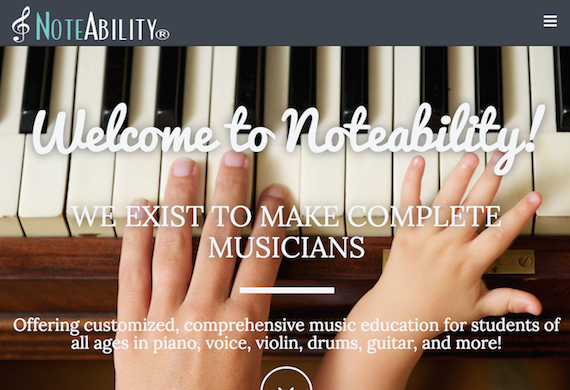 NOTEABILITY®
Welcome to Noteability!
WE EXIST TO MAKE COMPLETE
MUSICIANS
Offering customized, comprehensive music education for students of
all ages in piano, voice, violin, drums, guitar, and more!